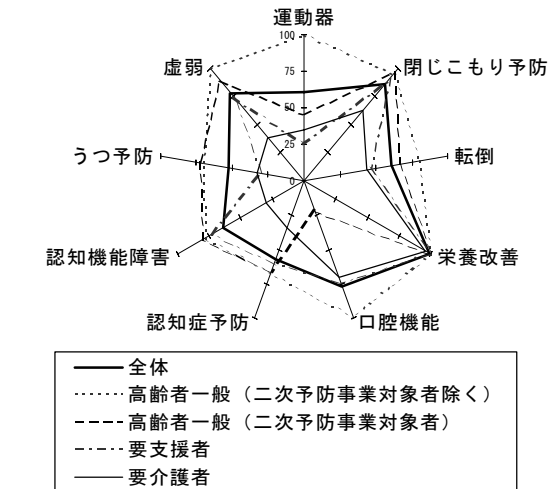 運動器
100
虚弱
閉じこもり予防
75
50
うつ予防
転倒
25
0
認知機能障害
栄養改善
認知症予防
口腔機能
全体
高齢者一般（二次予防事業対象者除く）
高齢者一般（二次予防事業対象者）
要支援者
要介護者